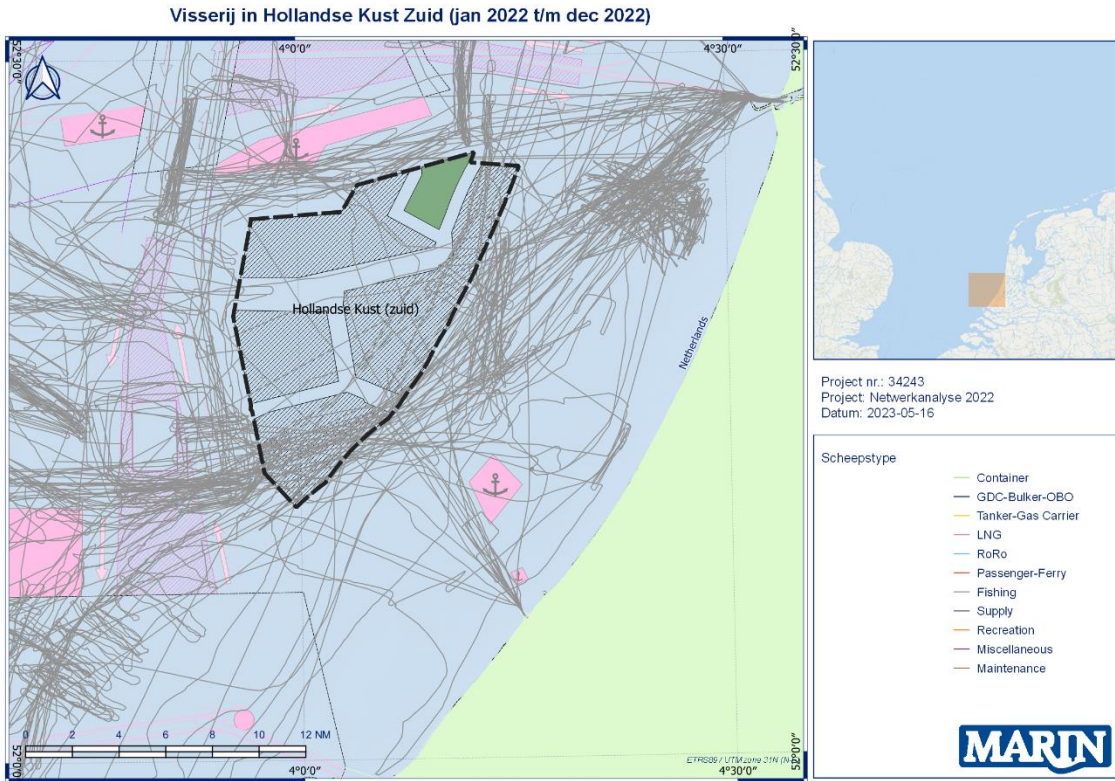 Visserij in Hollandse Kust Zuid (jan 2022 t/m dec 2022)
4°0'0"
4°30'0"
52°30'0"
52°30'0"
Hollandse Kust (zuid)
Netherlands
0 2 4 6 8 10 12 NM
52°0'0"
52°0'0"
4°0'0"
4°30'0"
ETRS89 / UTM zone 31N (N-
Project nr.: 34243
Project: Netwerkanalyse 2022
Datum: 2023-05-16
Scheepstype
Container
GDC-Bulker-OBO
Tanker-Gas Carrier
LNG
RoRo
Passenger-Ferry
Fishing
Supply
Recreation
Miscellaneous
Maintenance
MARIN